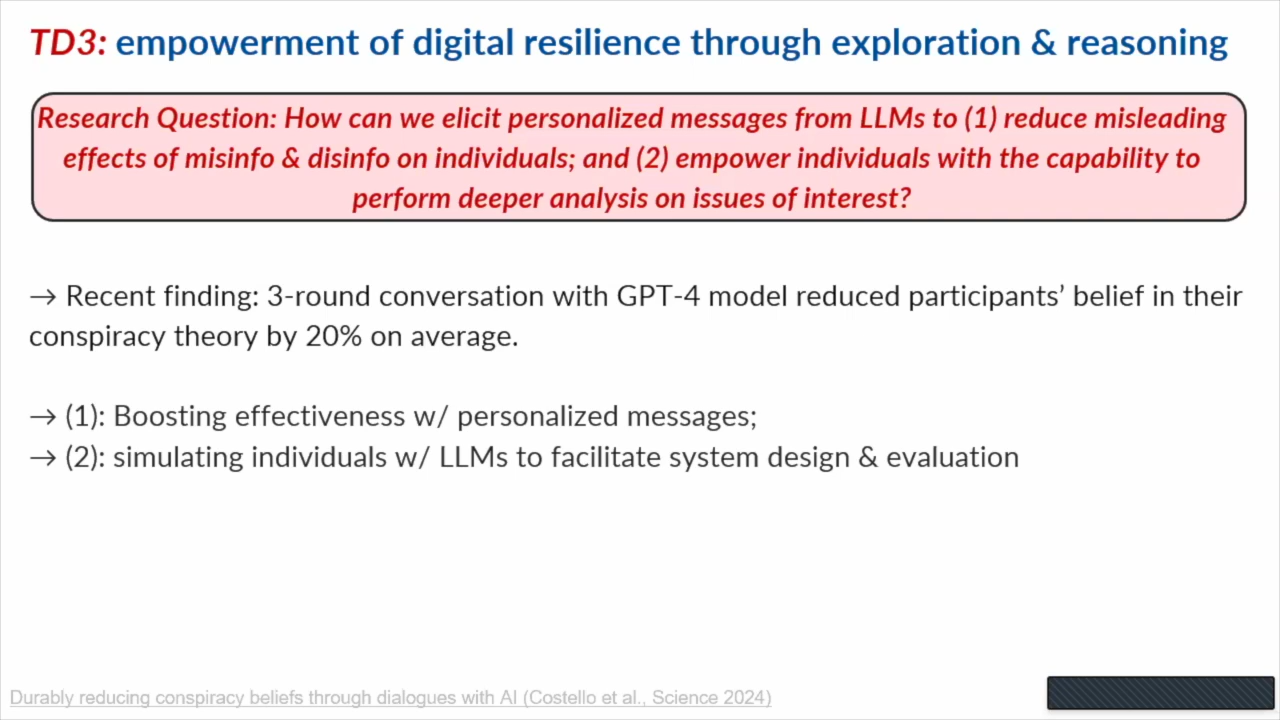 TD3: empowerment of digital resilience through exploration & reasoning
Research Question: How can we elicit personalized messages from LLMs to (1) reduce misleading
effects of misinfo & disinfo on individuals; and (2) empower individuals with the capability to
perform deeper analysis on issues of interest?
→ Recent finding: 3-round conversation with GPT-4 model reduced participants’ belief in their
conspiracy theory by 20% on average.
→ (1): Boosting effectiveness w/ personalized messages;
→ (2): simulating individuals w/ LLMs to facilitate system design & evaluation
Durably reducing conspiracy beliefs through dialogues with AI (Costello et al., Science 2024)